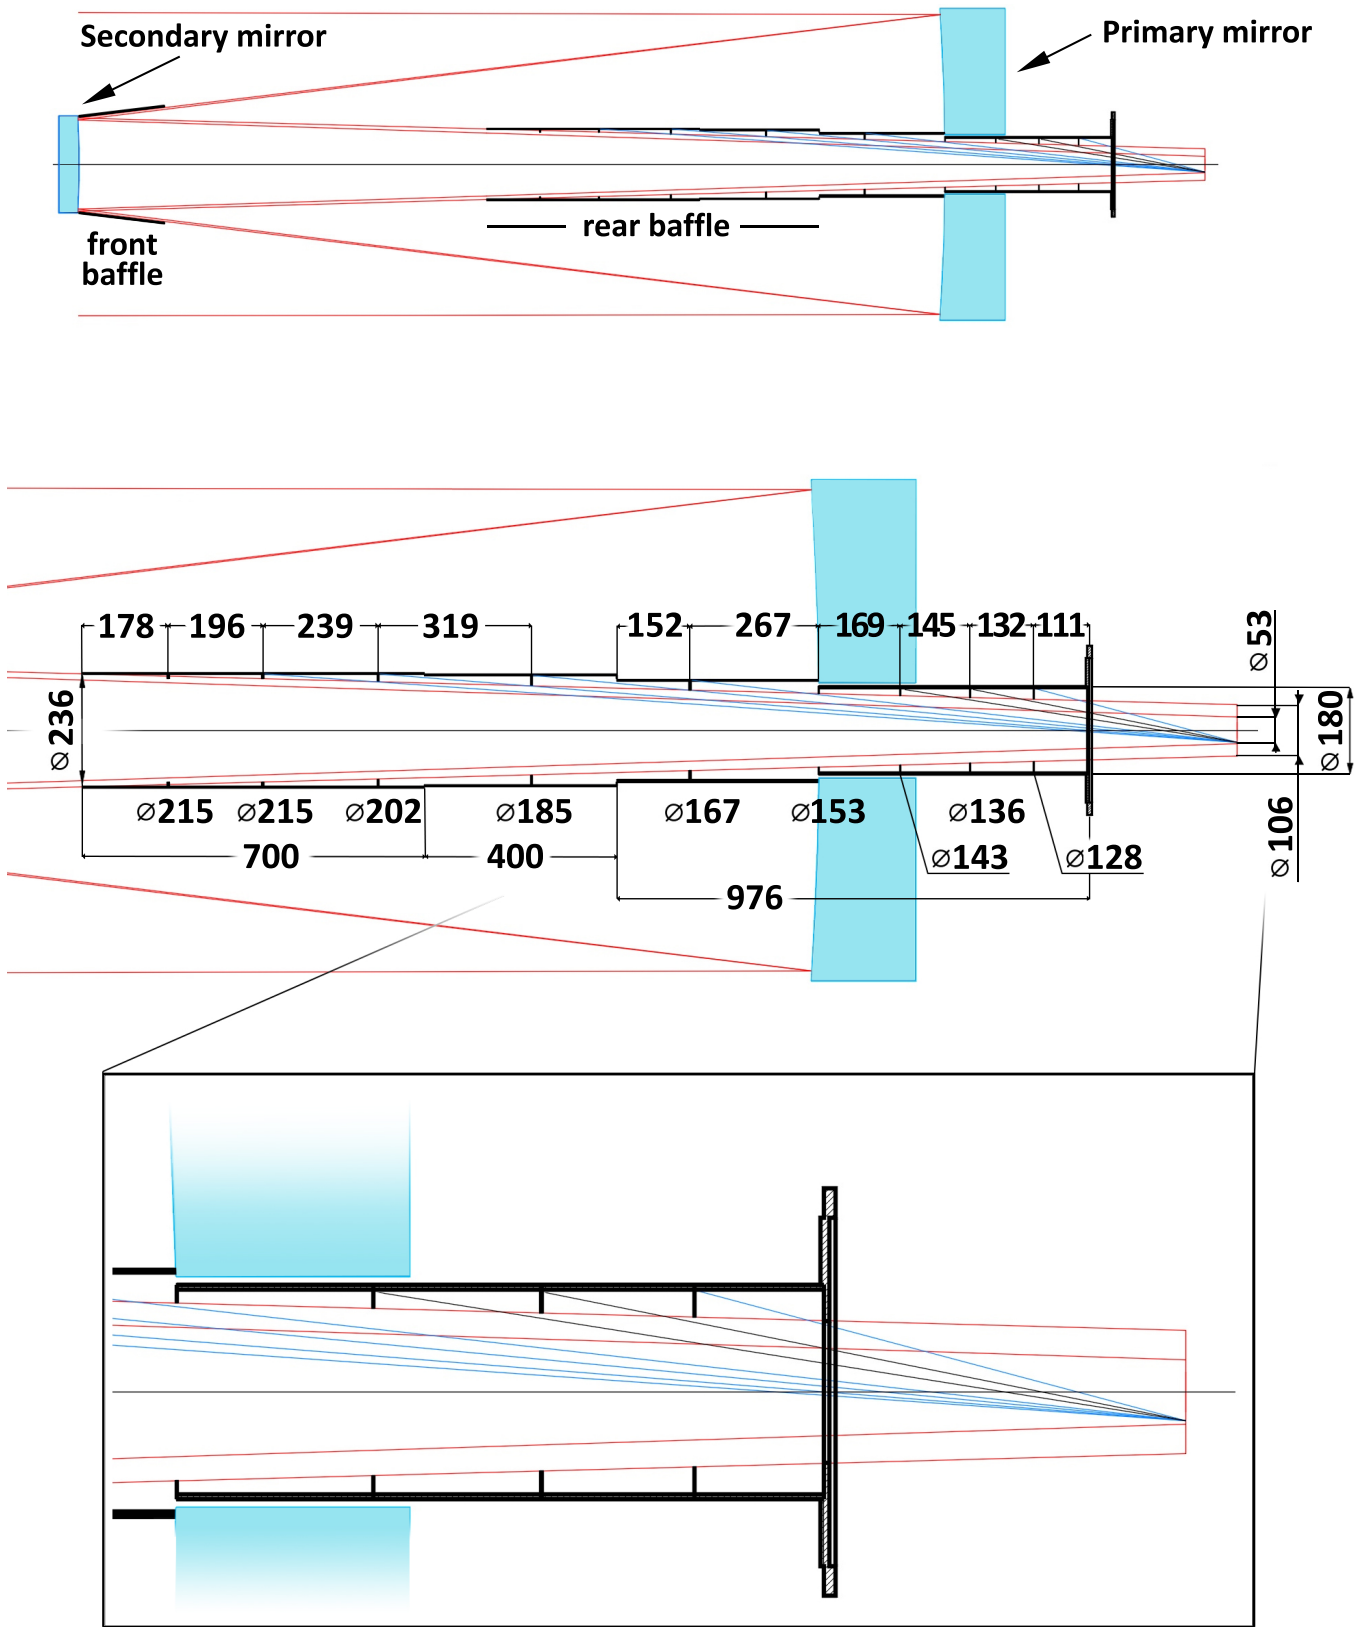 Secondary mirror
Primary mirror
front
baffle
rear baffle
178 196 239 319 152 267 169 145 132 111
⌀53
⌀236
⌀180
⌀215 ⌀215 ⌀202 ⌀185 ⌀167 ⌀153 ⌀136
⌀106
700 400 ⌀143 ⌀128
976